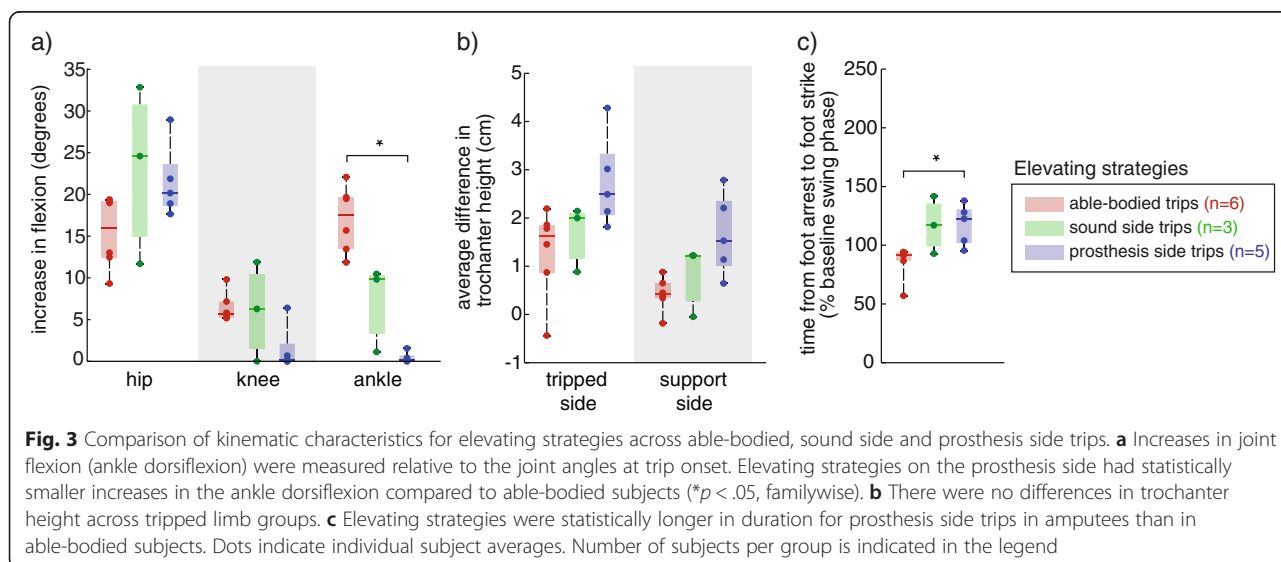 a)
increase in flexion (degrees)
35
30
25
20
15
10
5
0
hip
knee
ankle
*
b)
average difference in
trochanter height (cm)
5
4
3
2
1
0
-1
tripped
side
support
side
c)
time from foot arrest to foot strike
(% baseline swing phase)
250
200
150
100
50
0
*
Elevating strategies
able-bodied trips (n=6)
sound side trips (n=3)
prosthesis side trips (n=5)
Fig. 3 Comparison of kinematic characteristics for elevating strategies across able-bodied, sound side and prosthesis side trips. a Increases in joint
flexion (ankle dorsiflexion) were measured relative to the joint angles at trip onset. Elevating strategies on the prosthesis side had statistically
smaller increases in the ankle dorsiflexion compared to able-bodied subjects (*p < .05, familywise). b There were no differences in trochanter
height across tripped limb groups. c Elevating strategies were statistically longer in duration for prosthesis side trips in amputees than in
able-bodied subjects. Dots indicate individual subject averages. Number of subjects per group is indicated in the legend